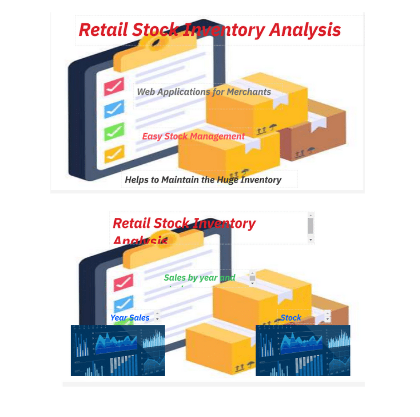 Retail Stock Inventory Analysis
Web Applications for Merchants
Easy Stock Management
Helps to Maintain the Huge Inventory
Retail Stock Inventory
Analysis
Sales by year and
Year Sales
Stock